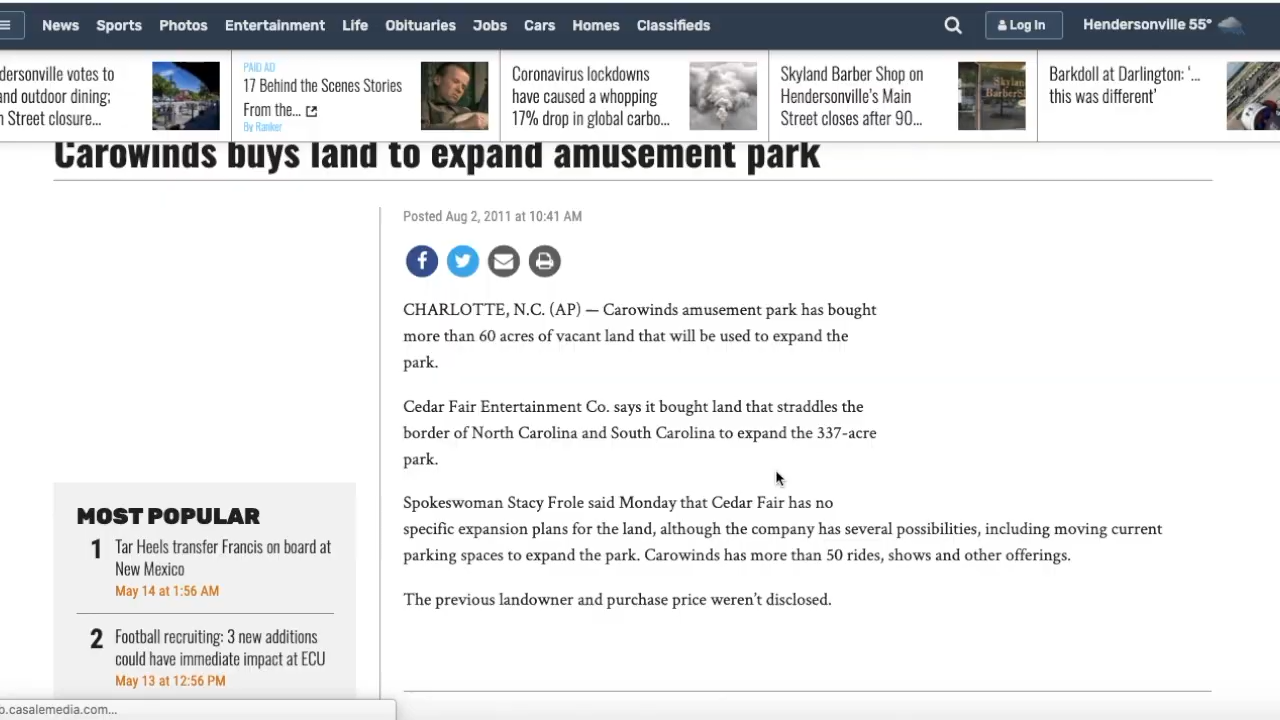 News Sports Photos Entertainment Life Obituaries Jobs Cars Homes Classifieds Log In Hendersonville 55°
dersonville votes to
and outdoor dining;
Street closure...
PAID AD
17 Behind the Scenes Stories
From the...
By Ranker
Coronavirus lockdowns
have caused a whopping
17% drop in global carbo...
Skyland Barber Shop on
Hendersonville's Main
Street closes after 90...
Barkdoll at Darlington: '...
this was different'
Carowinds buys land to expand amusement park
Posted Aug 2, 2011 at 10:41 AM
CHARLOTTE, N.C. (AP) — Carowinds amusement park has bought
more than 60 acres of vacant land that will be used to expand the
park.
Cedar Fair Entertainment Co. says it bought land that straddles the
border of North Carolina and South Carolina to expand the 337-acre
park.
Spokeswoman Stacy Frole said Monday that Cedar Fair has no
specific expansion plans for the land, although the company has several possibilities, including moving current
parking spaces to expand the park. Carowinds has more than 50 rides, shows and other offerings.
The previous landowner and purchase price weren't disclosed.
MOST POPULAR
1 Tar Heels transfer Francis on board at
New Mexico
May 14 at 1:56 AM
2 Football recruiting: 3 new additions
could have immediate impact at ECU
May 13 at 12:56 PM
b.casalemedia.com...